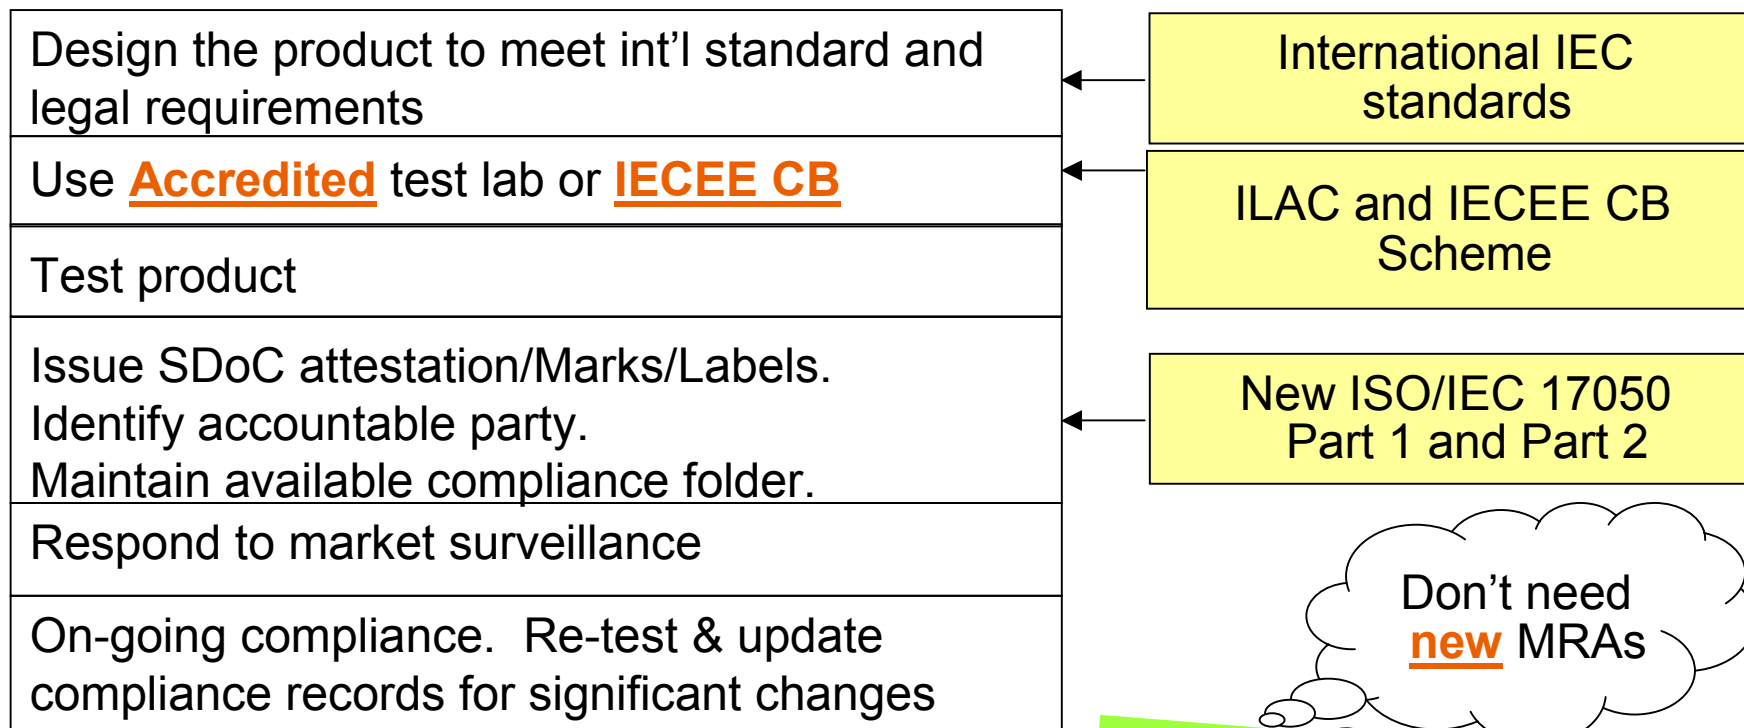 Design the product to meet int’l standard and
legal requirements
Use Accredited test lab or IECEE CB
Test product
Issue SDoC attestation/Marks/Labels.
Identify accountable party.
Maintain available compliance folder.
Respond to market surveillance
On-going compliance.  Re-test & update
compliance records for significant changes
International IEC
standards
ILAC and IECEE CB
Scheme
New ISO/IEC 17050
Part 1 and Part 2
Don’t need
new MRAs